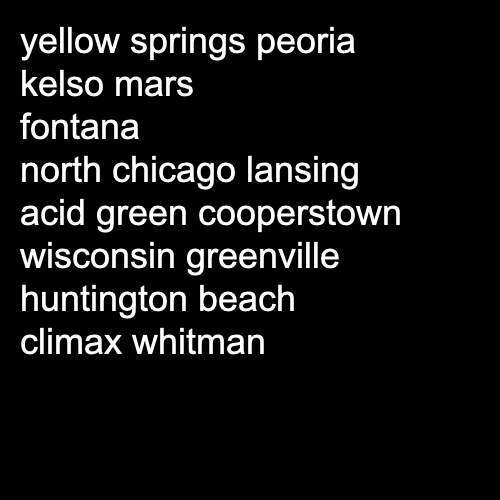 yellow springs peoria
kelso mars
fontana
north chicago lansing
acid green cooperstown
wisconsin greenville
huntington beach
climax whitman